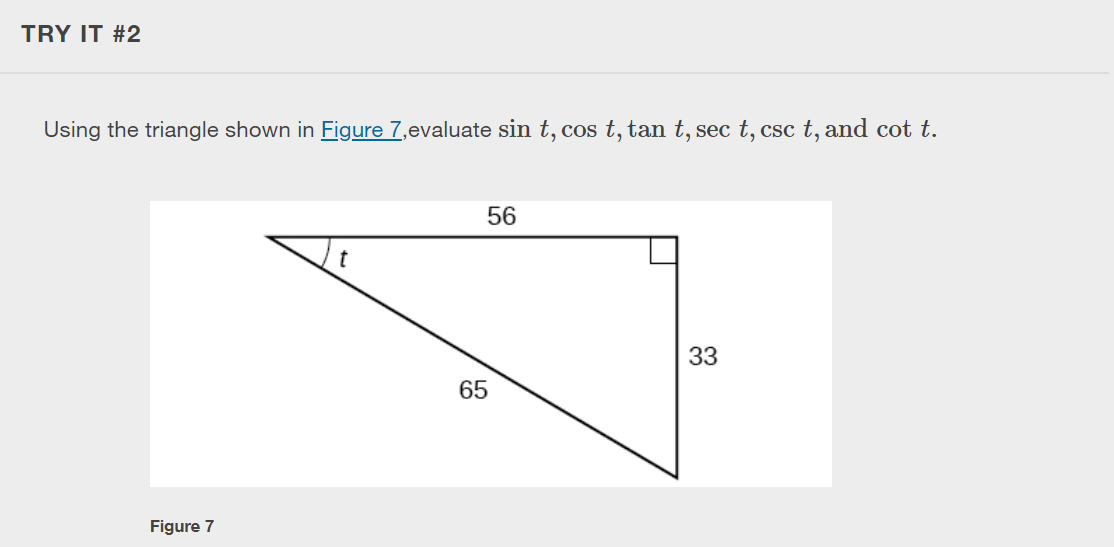 TRY IT #2
Using the triangle shown in Figure 7,evaluate sin t, cos t, tan t, sec t, csc t, and cot t.
56
t
33
65
Figure 7